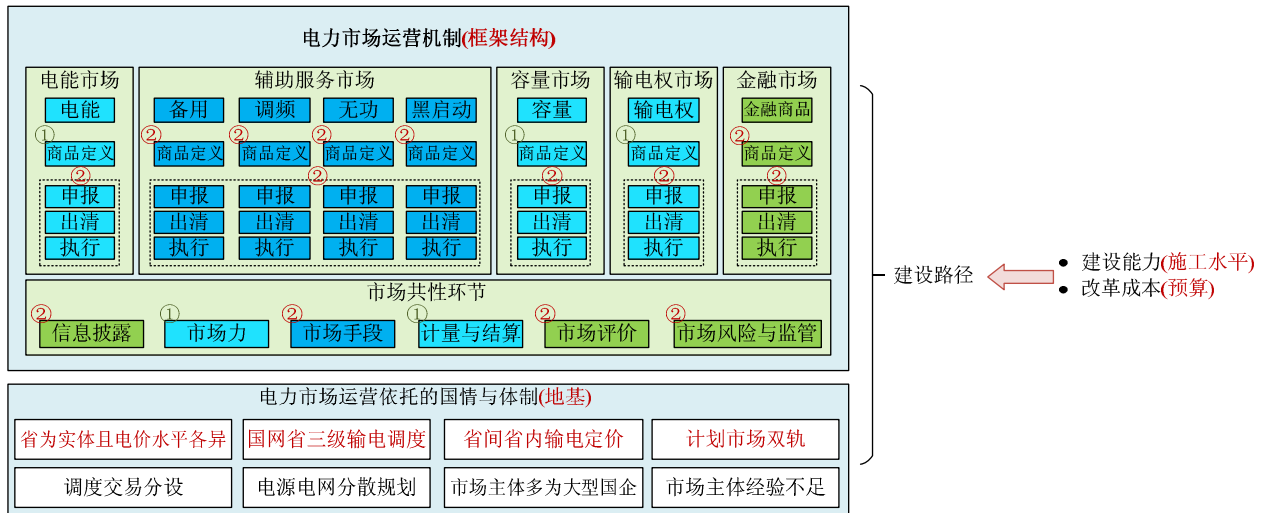 电力市场运营机制(框架结构)
电能市场 辅助服务市场 容量市场 输电权市场 金融市场
电能 备用 调频 无功 黑启动 容量 输电权 金融商品
① ② ② ② ② ① ① ②
商品定义 商品定义 商品定义 商品定义 商品定义 商品定义 商品定义 商品定义
② ② ② ② ②
申报 申报 申报 申报 申报 申报 申报 申报
出清 出清 出清 出清 出清 出清 出清 出清
执行 执行 执行 执行 执行 执行 执行 执行
市场共性环节
② ① ② ① ② ②
信息披露 市场力 市场手段 计量与结算 市场评价 市场风险与监管
电力市场运营依托的国情与体制(地基)
省为实体且电价水平各异 国网省三级输电调度 省间省内输电定价 计划市场双轨
调度交易分设 电源电网分散规划 市场主体多为大型国企 市场主体经验不足
建设路径
● 建设能力(施工水平)
● 改革成本(预算)